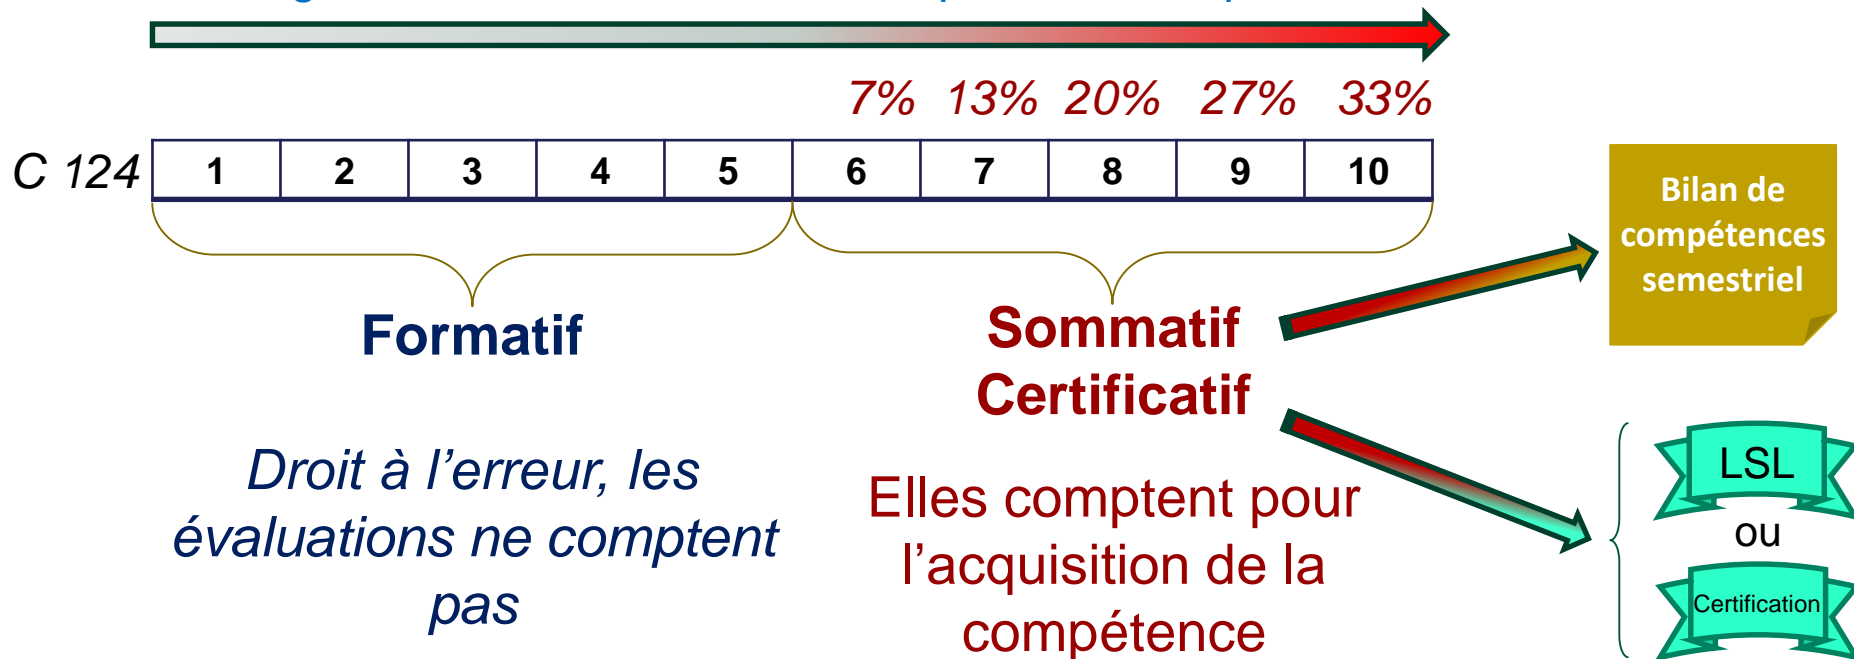 7% 13% 20% 27% 33%
C 124 1 2 3 4 5 6 7 8 9 10
Bilan de
compétences
semestriel
Formatif
Sommatif
Certificatif
Droit à l’erreur, les
évaluations ne comptent
pas
Elles comptent pour
l’acquisition de la
compétence
LSL
ou
Certification